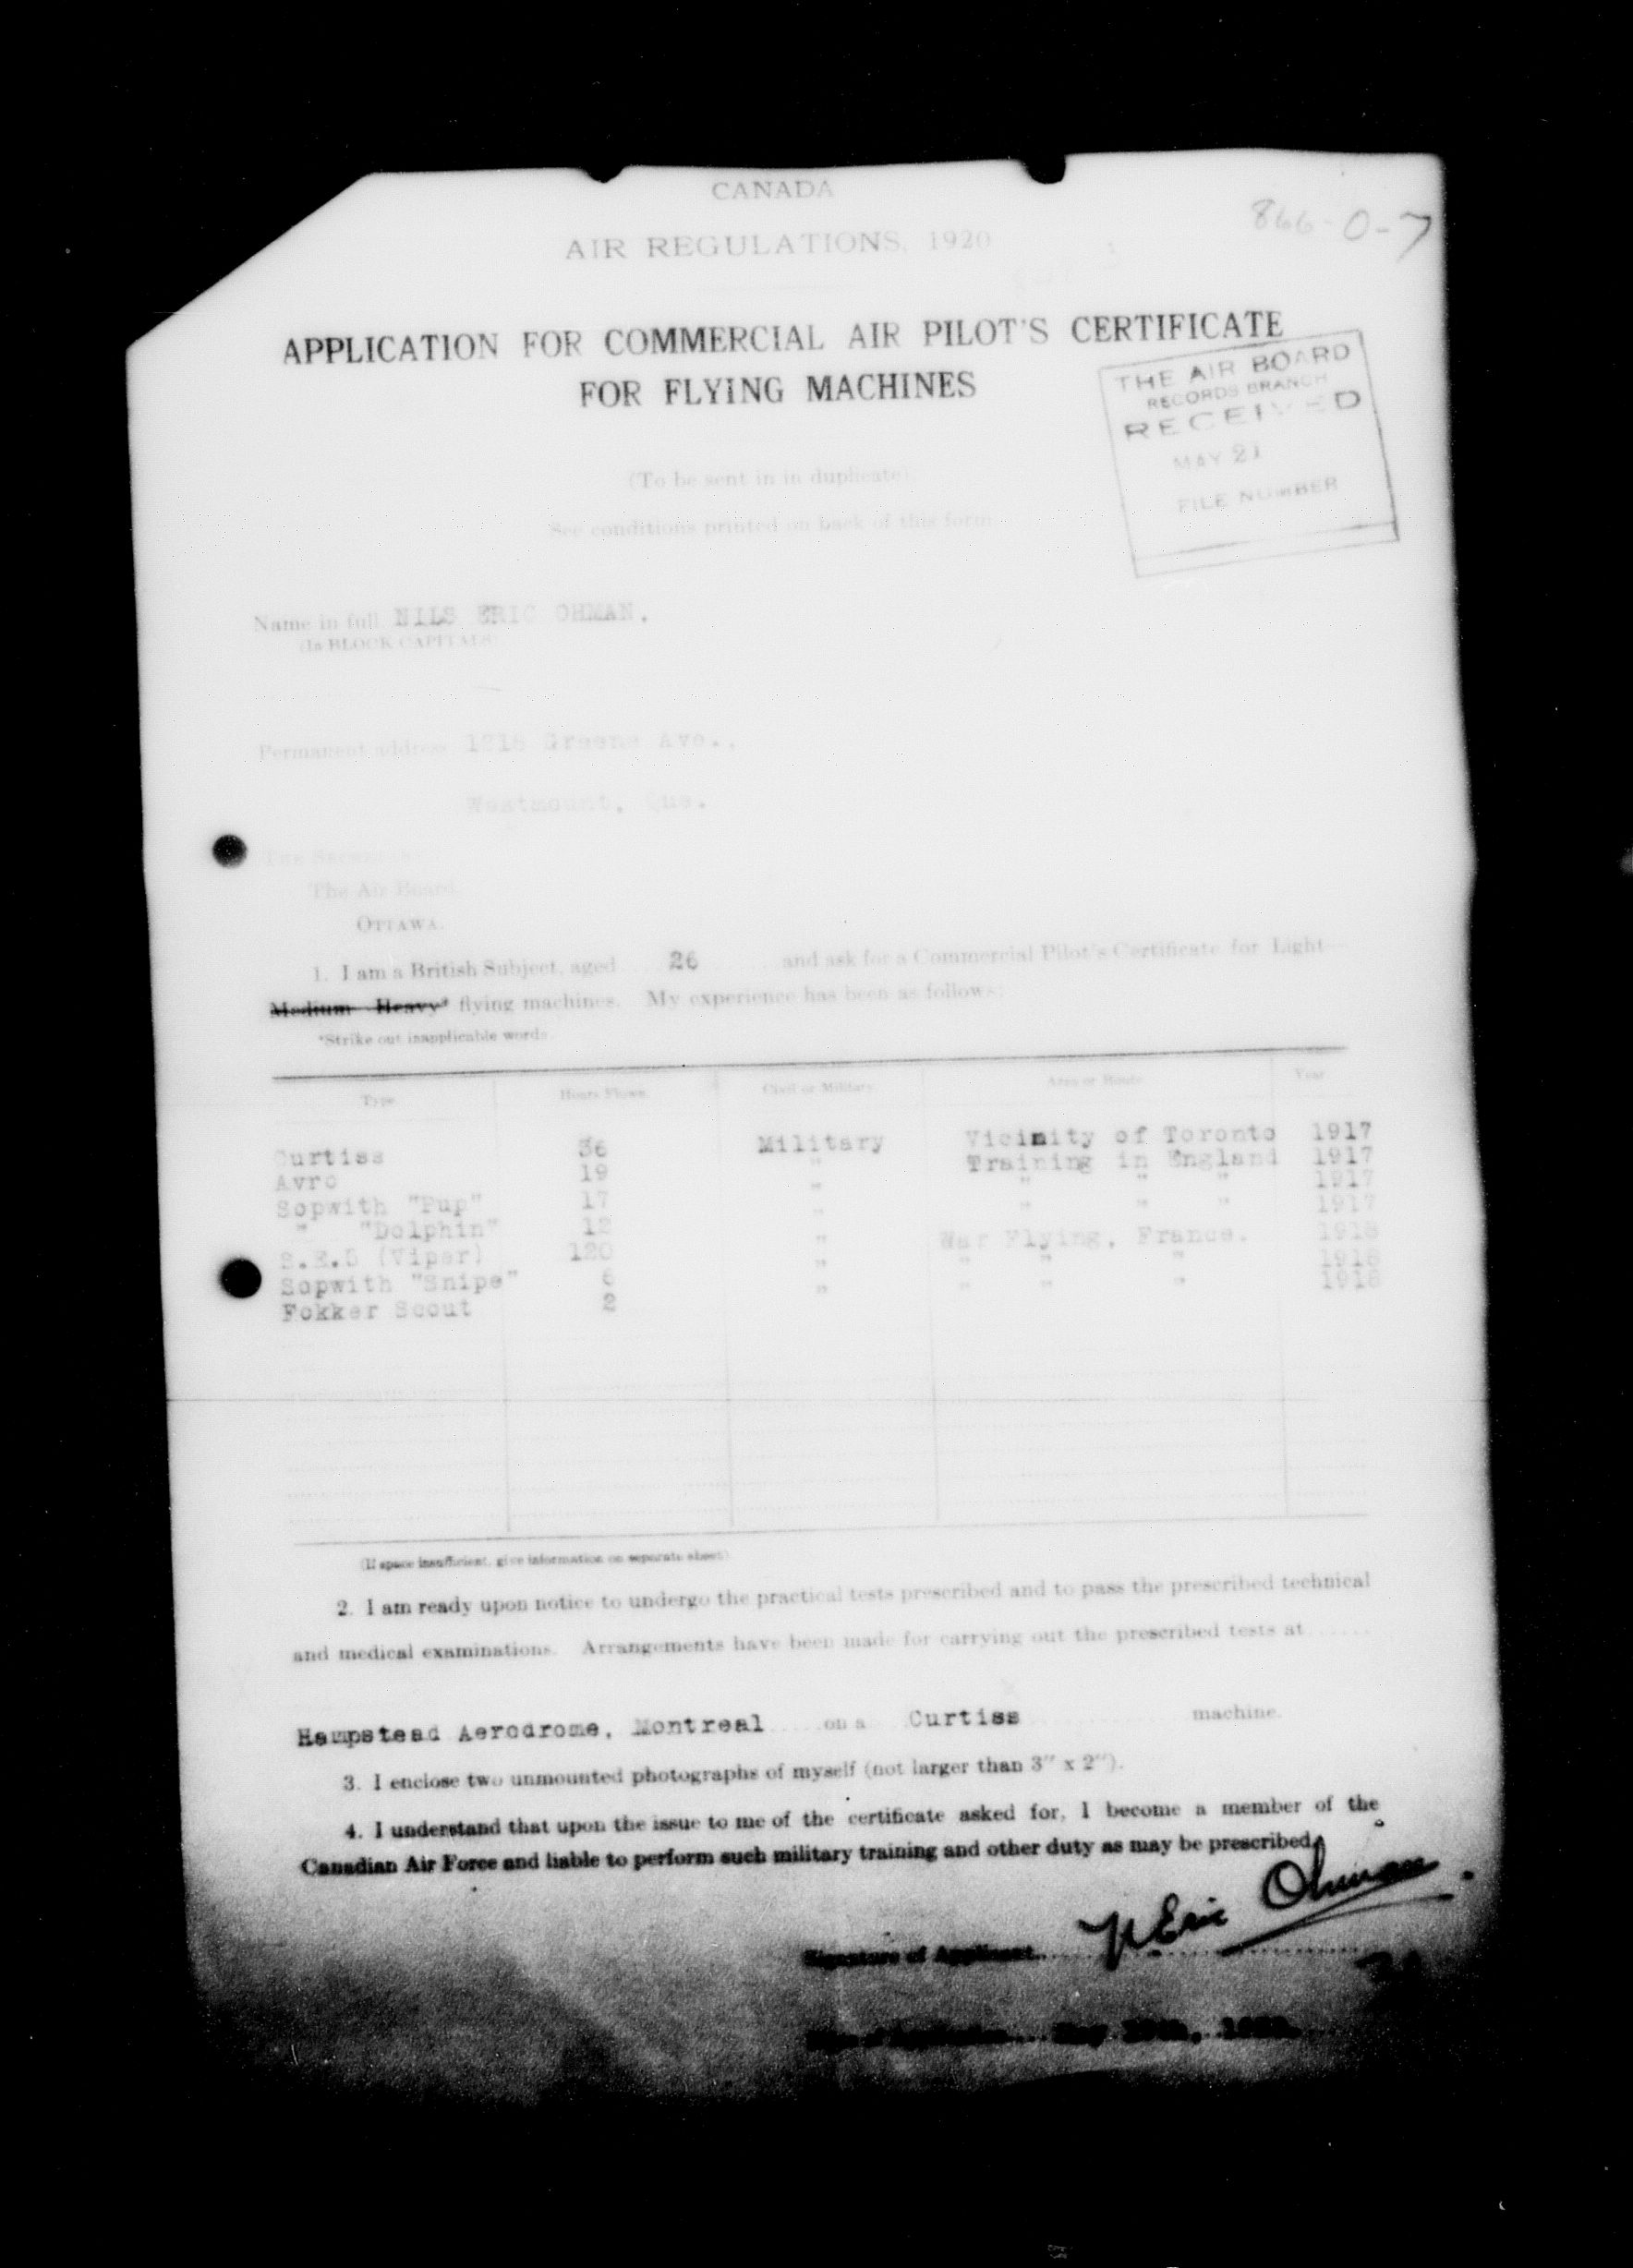 CANADA
866-0-7
AIR REGULATIONS, 1920
APPLICATION FOR COMMERCIAL AIR PILOT'S CERTIFICATE
FOR FLYING MACHINES
THE AIR BOARD
RECORDS BRANCH
RECEIVED
MAY 21
FILE NUMBER
(To be sent in in duplicate)
See conditions printed on back of this form
Name in full NILS ERIC OHMAN.
(In BLOCK CAPITALS)
Permanent address 1218 Greene Ave.,
Westmount, Que.
The Secretary
The Air Board
OTTAWA.
1. I am a British Subject, aged 26 and ask for a Commercial Pilot's Certificate for Light
Medium Heavy* flying machines. My experience has been as follows:
*Strike out inapplicable words
Type Hours Flown Civil or Military Area or Route Year
Curtiss 36 Military Vicinity of Toronto 1917
Avro 19 " Training in England 1917
Sopwith "Pup" 17 " " " " 1917
" "Dolphin" 12 " " " " 1917
S.E.5 (Viper) 120 " War Flying, France. 1918
Sopwith "Snipe" 6 " " " " 1918
Fokker Scout 2 " " " " 1918
(If space insufficient, give information on separate sheet)
2. I am ready upon notice to undergo the practical tests prescribed and to pass the prescribed technical
and medical examinations. Arrangements have been made for carrying out the prescribed tests at
Hampstead Aerodrome, Montreal on a Curtiss machine.
3. I enclose two unmounted photographs of myself (not larger than 3" x 2").
4. I understand that upon the issue to me of the certificate asked for, I become a member of the
Canadian Air Force and liable to perform such military training and other duty as may be prescribed.
Signature of Applicant N Eric Ohman.
May